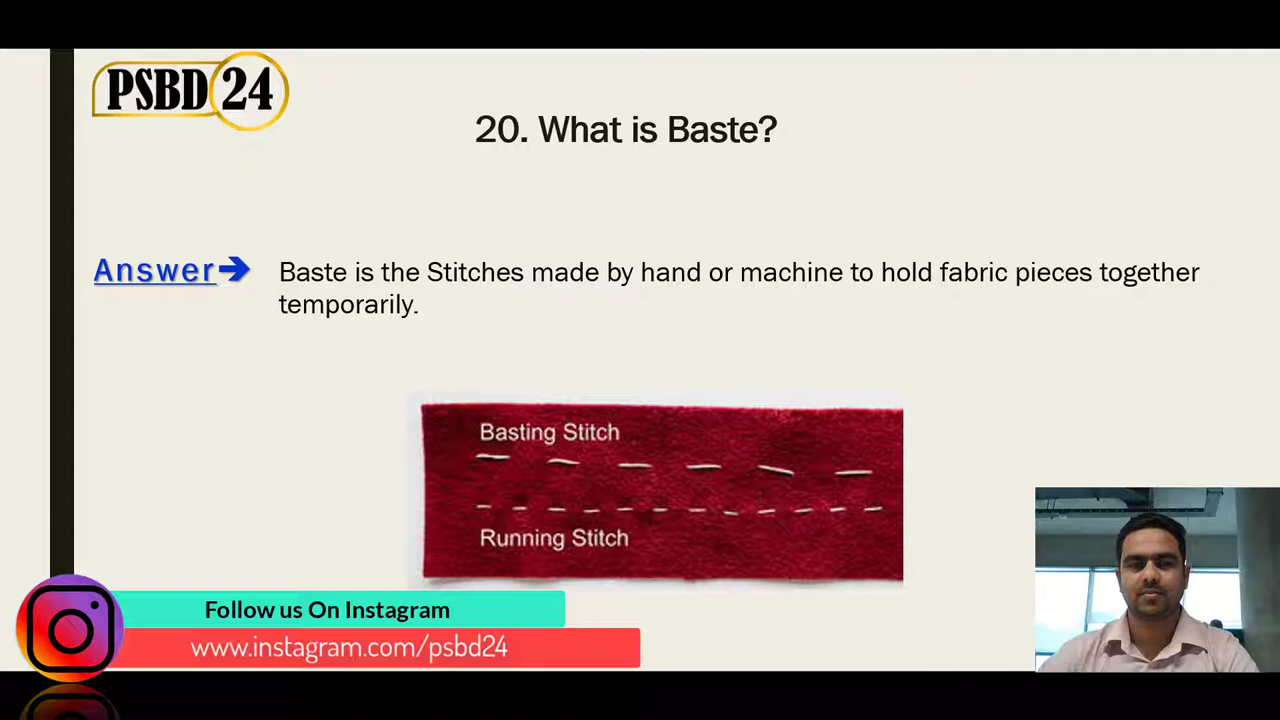 PSBD 24
20. What is Baste?
Answer➔ Baste is the Stitches made by hand or machine to hold fabric pieces together
temporarily.
Basting Stitch
Running Stitch
Follow us On Instagram
www.instagram.com/psbd24